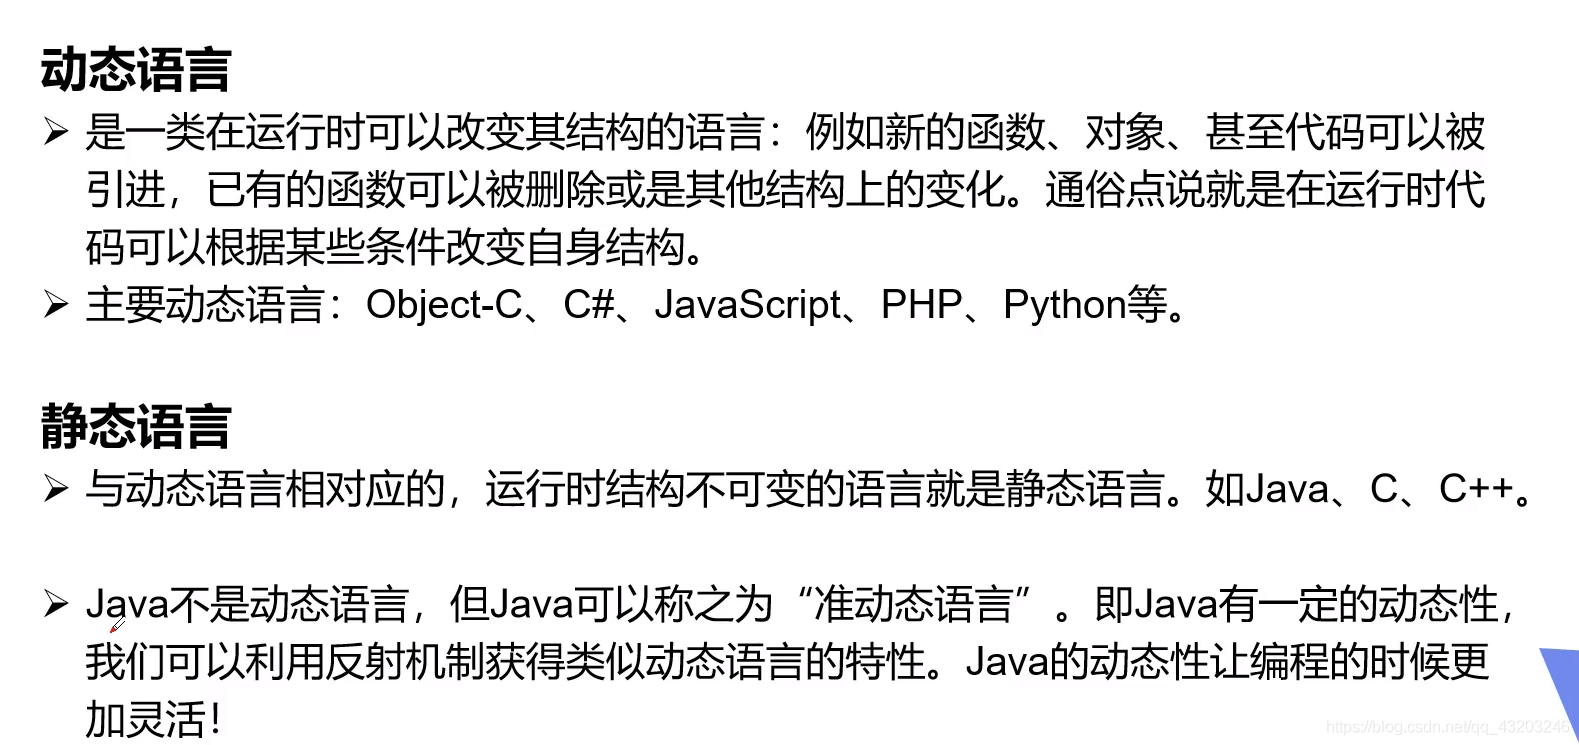 动态语言
➢ 是一类在运行时可以改变其结构的语言：例如新的函数、对象、甚至代码可以被
引进，已有的函数可以被删除或是其他结构上的变化。通俗点说就是在运行时代
码可以根据某些条件改变自身结构。
➢ 主要动态语言：Object-C、C#、JavaScript、PHP、Python等。
静态语言
➢ 与动态语言相对应的，运行时结构不可变的语言就是静态语言。如Java、C、C++。
➢ Java不是动态语言，但Java可以称之为“准动态语言”。即Java有一定的动态性，
我们可以利用反射机制获得类似动态语言的特性。Java的动态性让编程的时候更
加灵活！
https://blog.csdn.net/qq_43203246